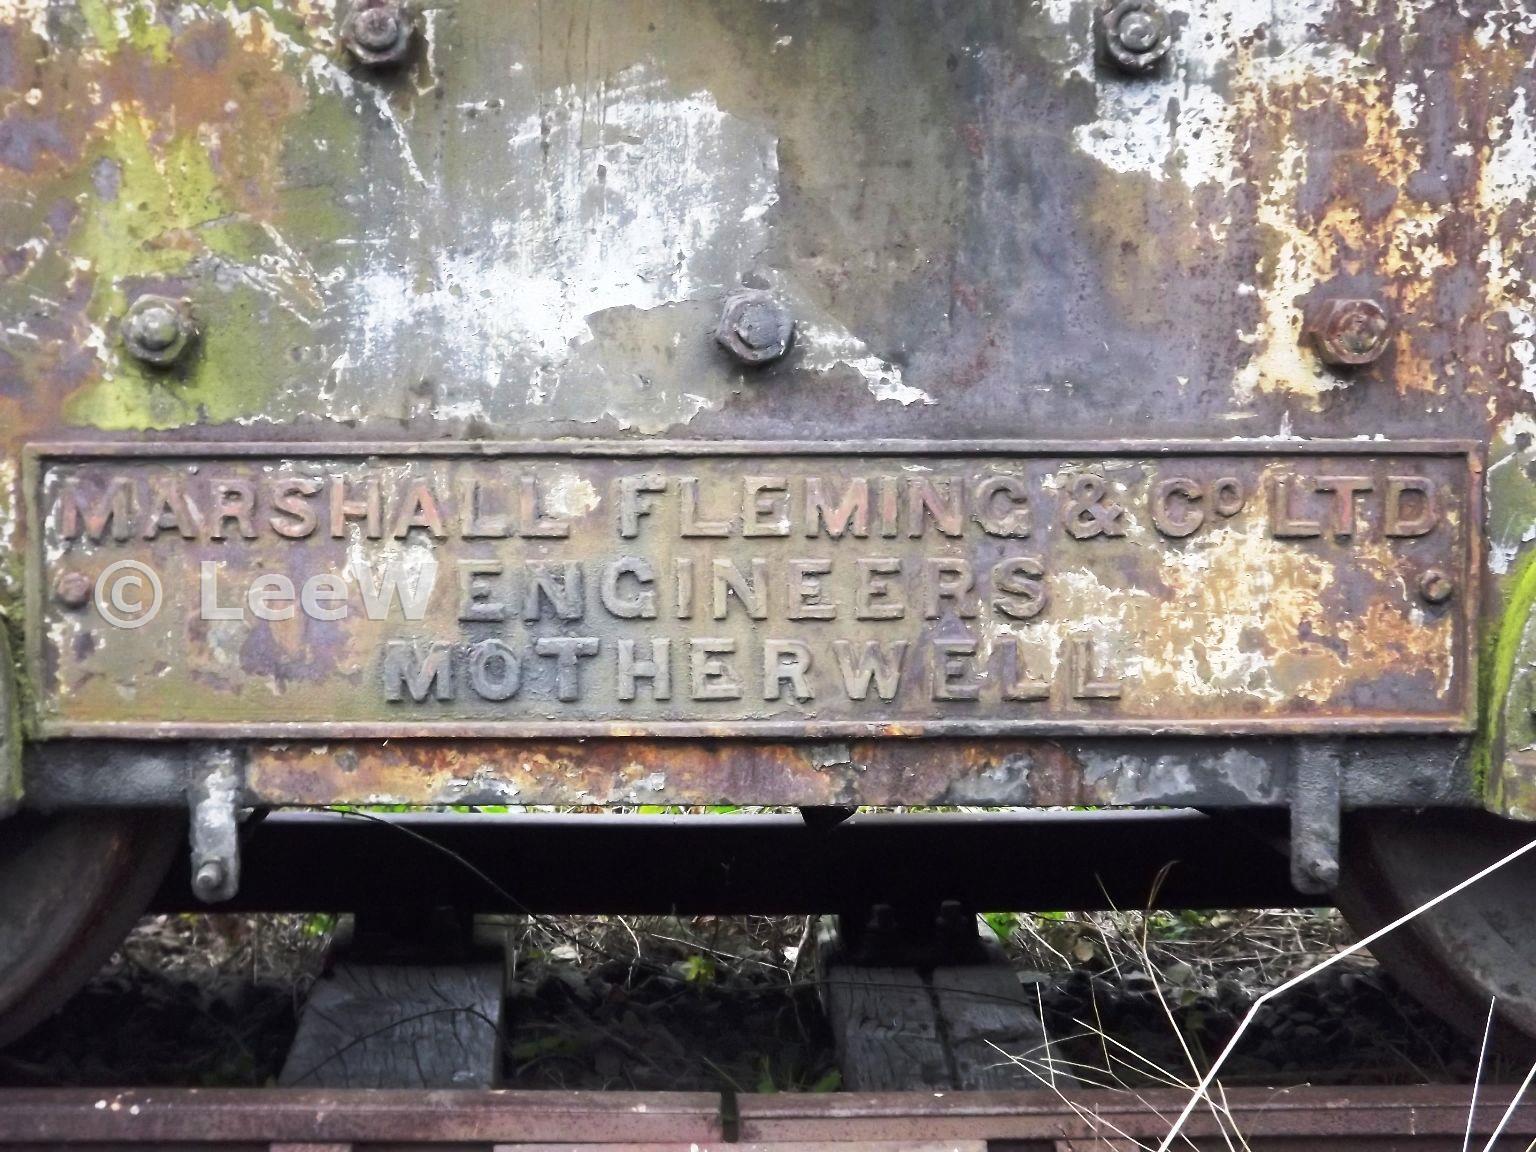 MARSHALL FLEMING & Co LTD
© LeeW ENGINEERS
MOTHERWELL